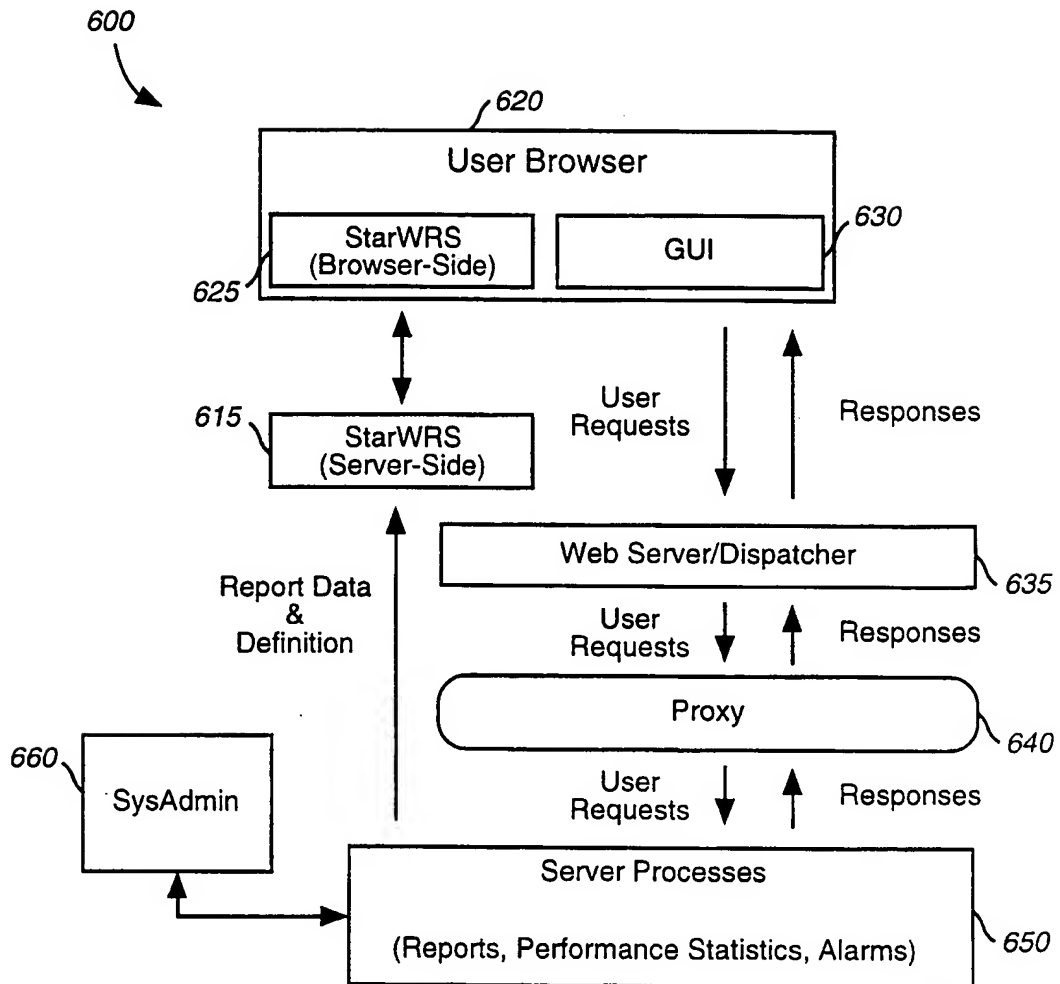 600
620
User Browser
StarWRS
(Browser-Side)
GUI
630
625
615
StarWRS
(Server-Side)
User
Requests
Responses
Web Server/Dispatcher
635
Report Data
&
Definition
User
Requests
Responses
Proxy
640
660
SysAdmin
User
Requests
Responses
Server Processes
(Reports, Performance Statistics, Alarms)
650